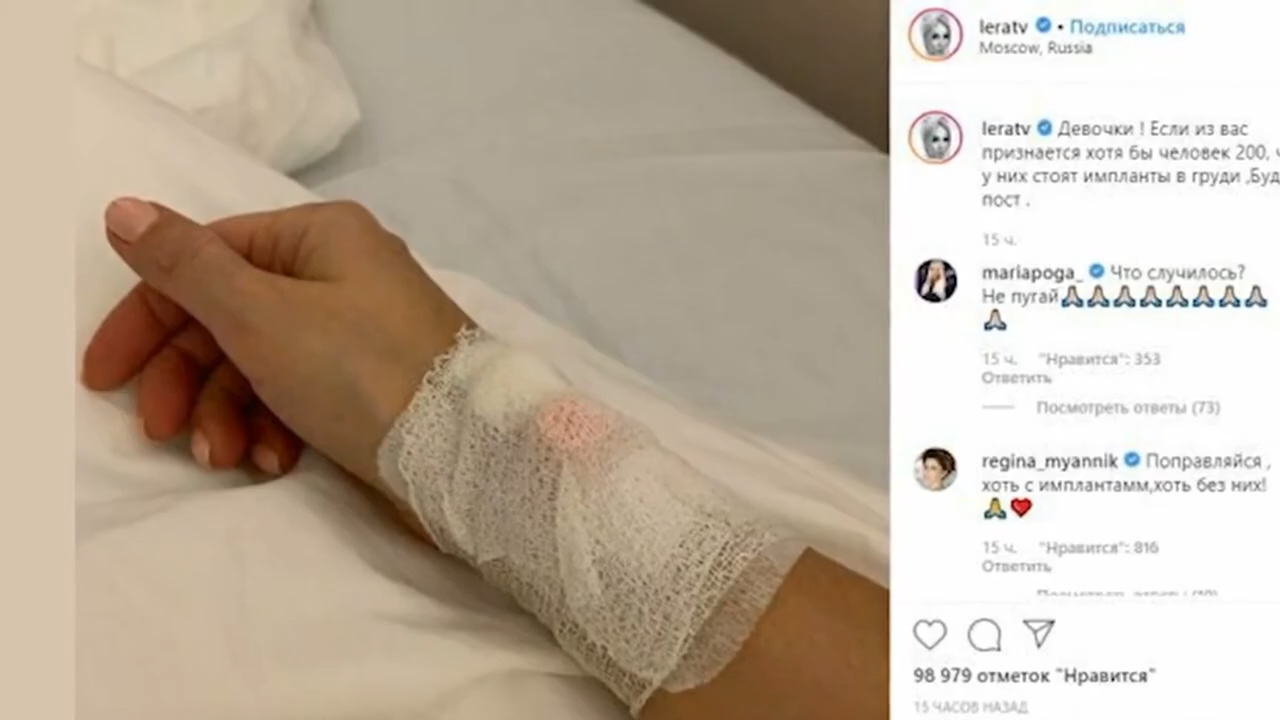 leratv • Подписаться
Moscow, Russia
leratv Девочки ! Если из вас
признается хотя бы человек 200, ч
у них стоят импланты в груди ,Буд
пост .
15 ч.
mariapoga_ Что случилось?
Не пугай🙏🙏🙏🙏🙏🙏🙏🙏
🙏
15 ч. "Нравится": 353
Ответить
Посмотреть ответы (73)
regina_myannik Поправляйся ,
хоть с имплантамм,хоть без них!
🙏❤️
15 ч. "Нравится": 816
Ответить
98 979 отметок "Нравится"
15 ЧАСОВ НАЗАД